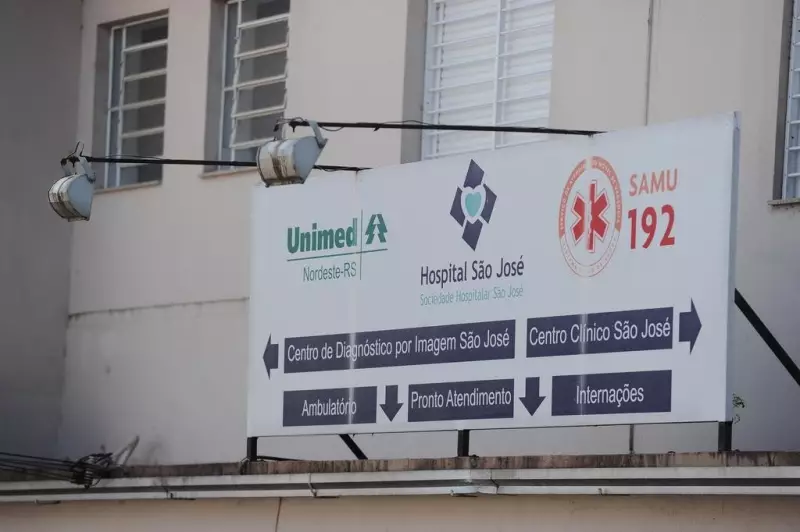 Unimed
Nordeste-RS
Hospital São José
Sociedade Hospitalar São José
SAMU
192
Centro de Diagnóstico por Imagem São José
Centro Clínico São José
Ambulatório
Pronto Atendimento
Internações